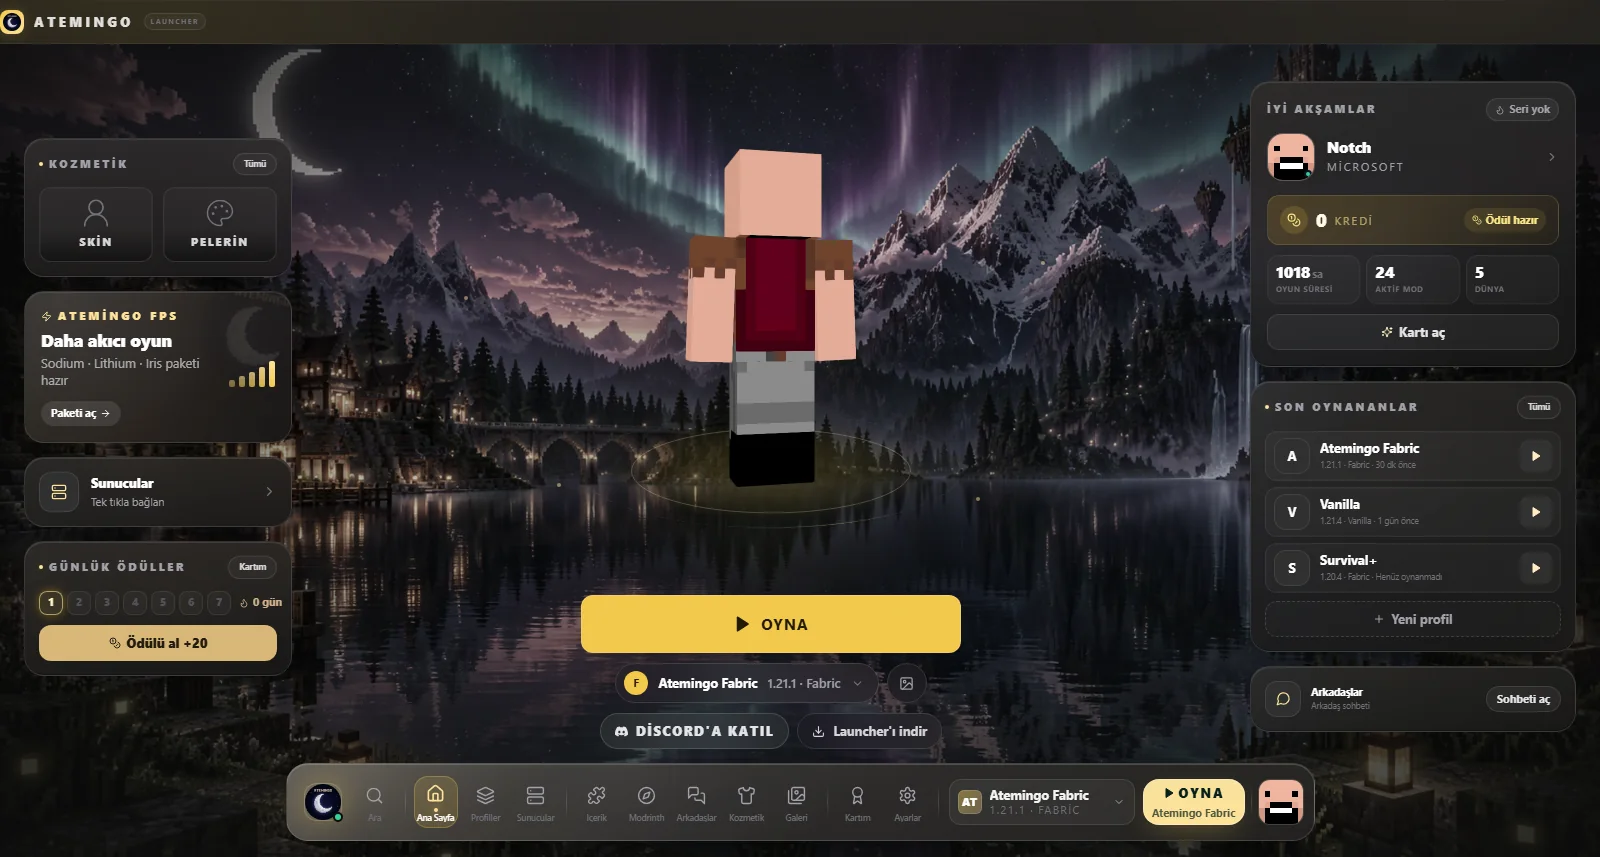 ATEMINGO LAUNCHER
KOZMETİK Tümü
SKİN PELERİN
ATEMİNGO FPS
Daha akıcı oyun
Sodium · Lithium · Iris paketi
hazır
Paketi aç →
Sunucular
Tek tıkla bağlan
GÜNLÜK ÖDÜLLER Kartım
1 2 3 4 5 6 7 0 gün
Ödülü al +20
OYNA
F Atemingo Fabric 1.21.1 · Fabric
DİSCORD'A KATIL Launcher'ı indir
İYİ AKŞAMLAR Seri yok
Notch
MİCROSOFT
0 KREDİ Ödül hazır
1018 sa 24 5
OYUN SÜRESİ AKTİF MOD DÜNYA
Kartı aç
SON OYNANANLAR Tümü
A Atemingo Fabric
1.21.1 · Fabric · 30 dk önce
V Vanilla
1.21.4 · Vanilla · 1 gün önce
S Survival+
1.20.4 · Fabric · Henüz oynanmadı
+ Yeni profil
Arkadaşlar
Arkadaş sohbeti
Sohbeti aç
Ara Ana Sayfa Profiller Sunucular İçerik Modrinth Arkadaşlar Kozmetik Galeri Kartım Ayarlar
AT Atemingo Fabric
1.21.1 · FABRİC
OYNA
Atemingo Fabric